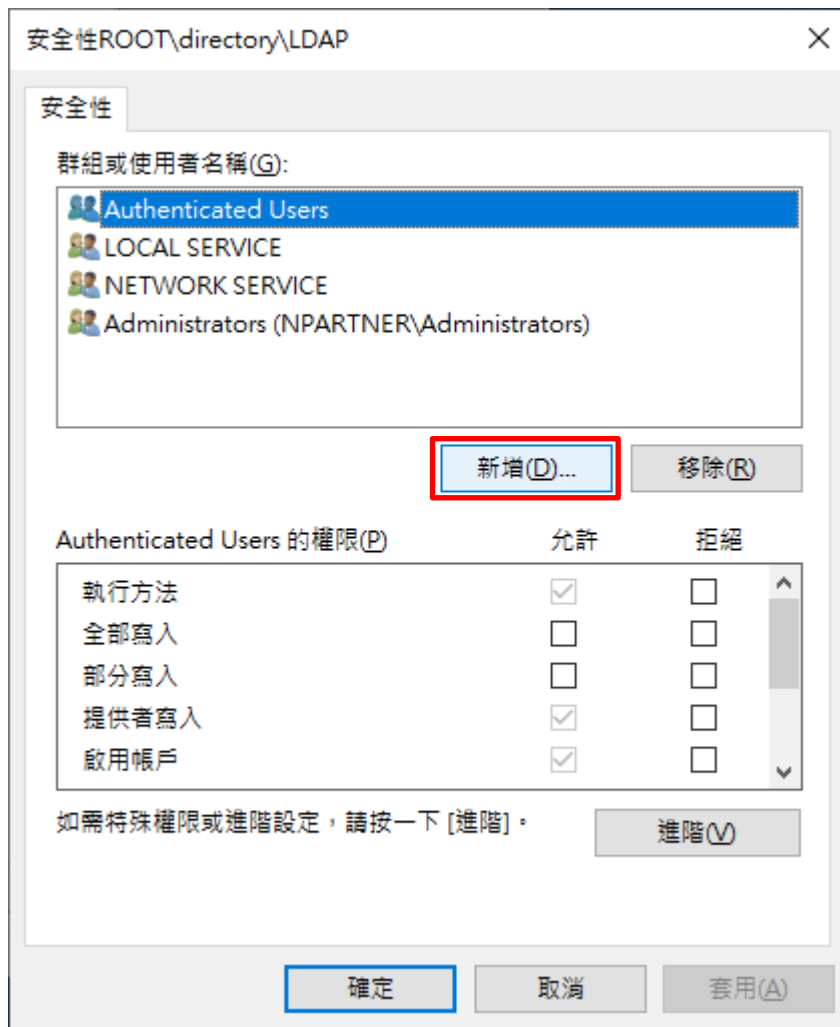 安全性ROOT\directory\LDAP
安全性
群組或使用者名稱(G):
Authenticated Users
LOCAL SERVICE
NETWORK SERVICE
Administrators (NPARTNER\Administrators)
新增(D)... 移除(R)
Authenticated Users 的權限(P) 允許 拒絕
執行方法
全部寫入
部分寫入
提供者寫入
啟用帳戶
如需特殊權限或進階設定，請按一下 [進階]。 進階(V)
確定 取消 套用(A)